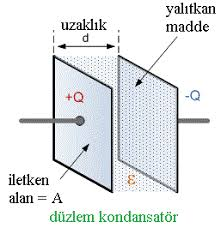 uzaklık
d
yalıtkan
madde
+Q
-Q
iletken
alan = A
ε
düzlem kondansatör